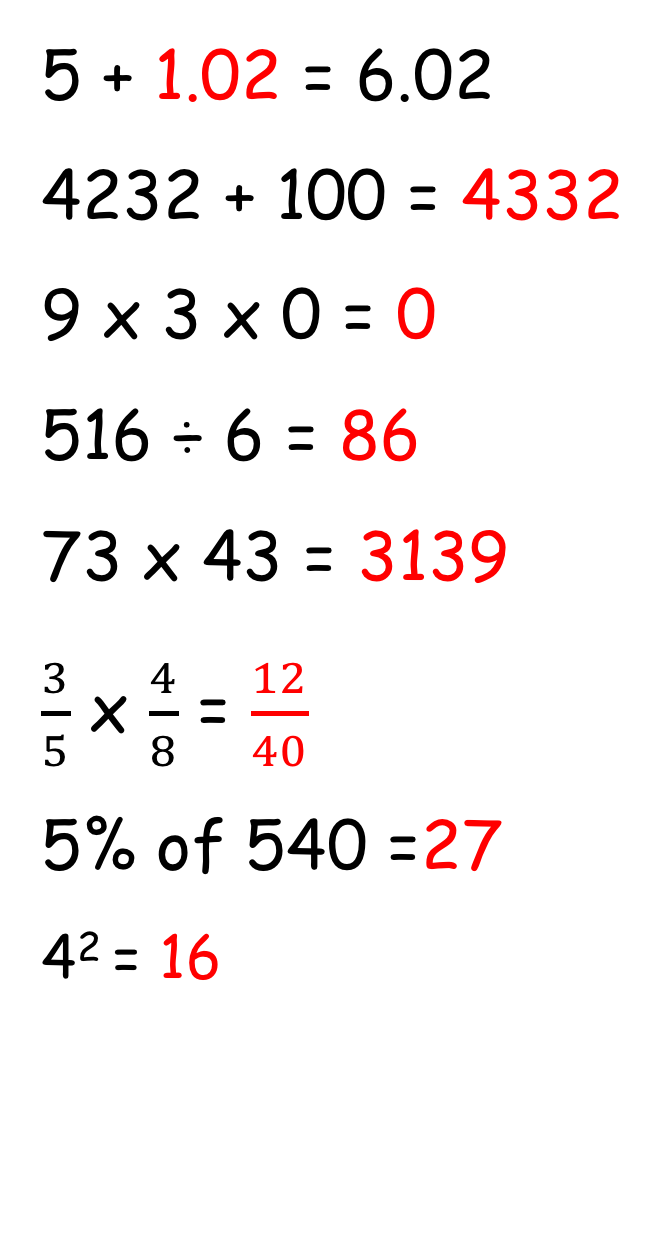 5 + 1.02 = 6.02
4232 + 100 = 4332
9 x 3 x 0 = 0
516 ÷ 6 = 86
73 x 43 = 3139
3/5 x 4/8 = 12/40
5% of 540 =27
4² = 16